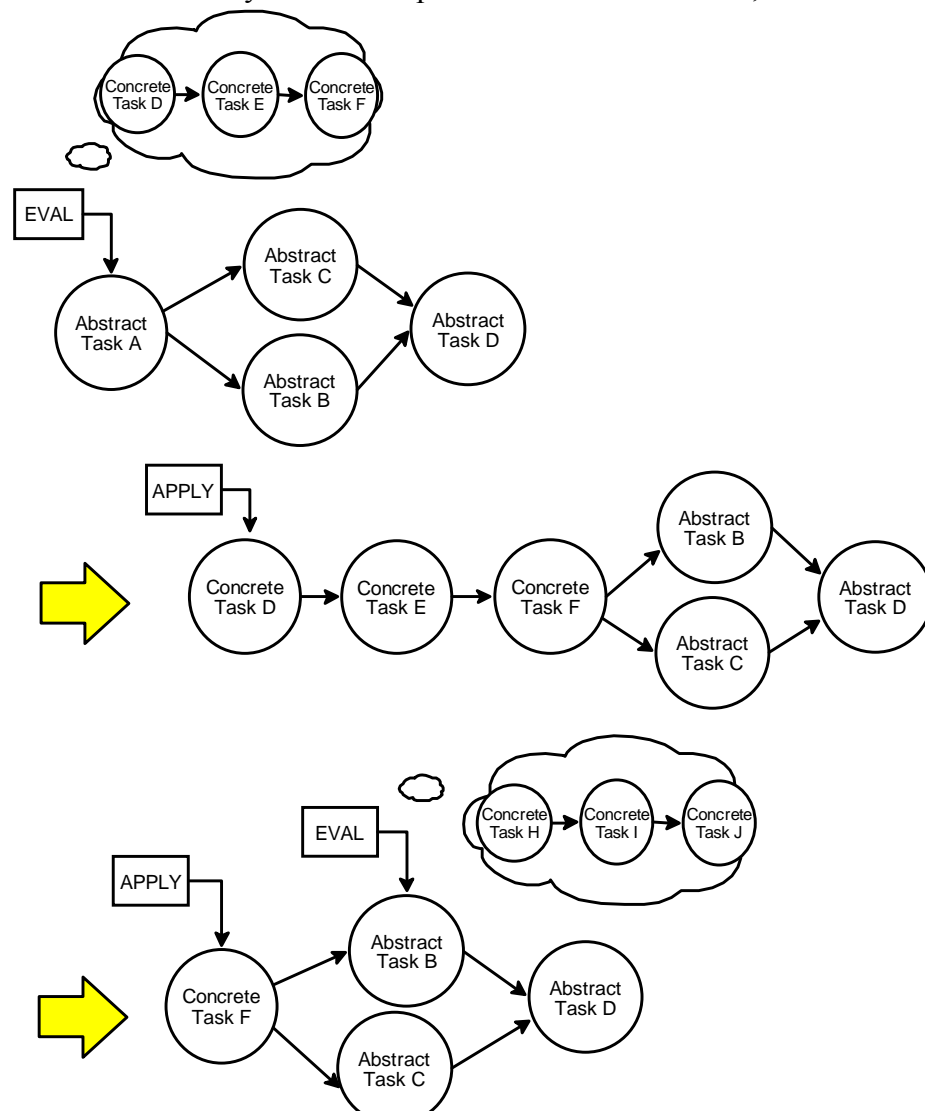 Concrete
Task D
Concrete
Task E
Concrete
Task F
EVAL
Abstract
Task C
Abstract
Task A
Abstract
Task D
Abstract
Task B
APPLY
Abstract
Task B
Concrete
Task D
Concrete
Task E
Concrete
Task F
Abstract
Task D
Abstract
Task C
Concrete
Task H
Concrete
Task I
Concrete
Task J
EVAL
APPLY
Abstract
Task B
Concrete
Task F
Abstract
Task D
Abstract
Task C